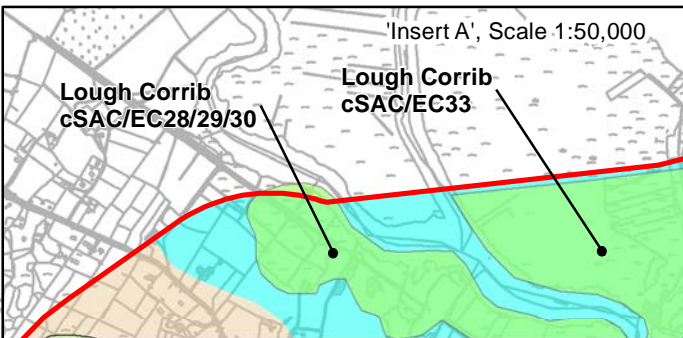 'Insert A', Scale 1:50,000
Lough Corrib
cSAC/EC28/29/30
Lough Corrib
cSAC/EC33